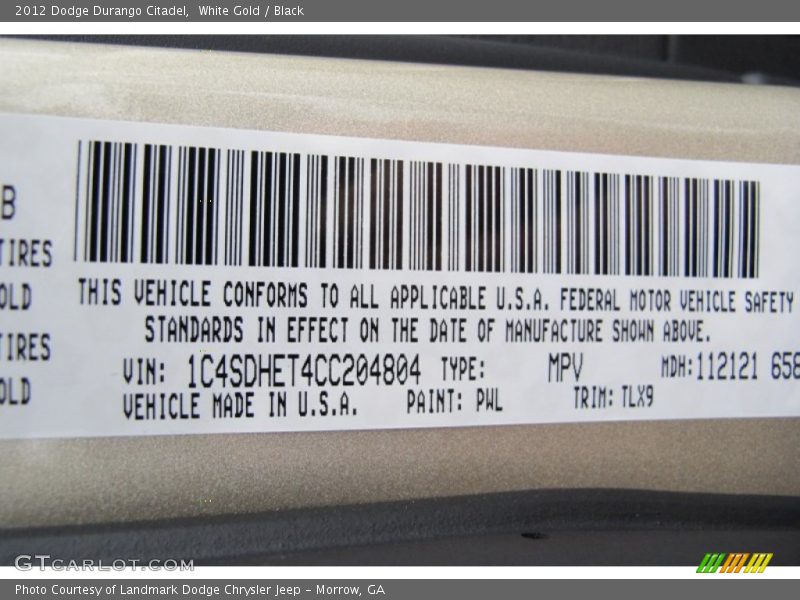 2012 Dodge Durango Citadel, White Gold / Black
B
TIRES
OLD
TIRES
OLD
THIS VEHICLE CONFORMS TO ALL APPLICABLE U.S.A. FEDERAL MOTOR VEHICLE SAFETY
STANDARDS IN EFFECT ON THE DATE OF MANUFACTURE SHOWN ABOVE.
VIN: 1C4SDHET4CC204804 TYPE: MPV MDH:112121 658
VEHICLE MADE IN U.S.A. PAINT: PWL TRIM: TLX9
GTCARLOT.COM
Photo Courtesy of Landmark Dodge Chrysler Jeep – Morrow, GA